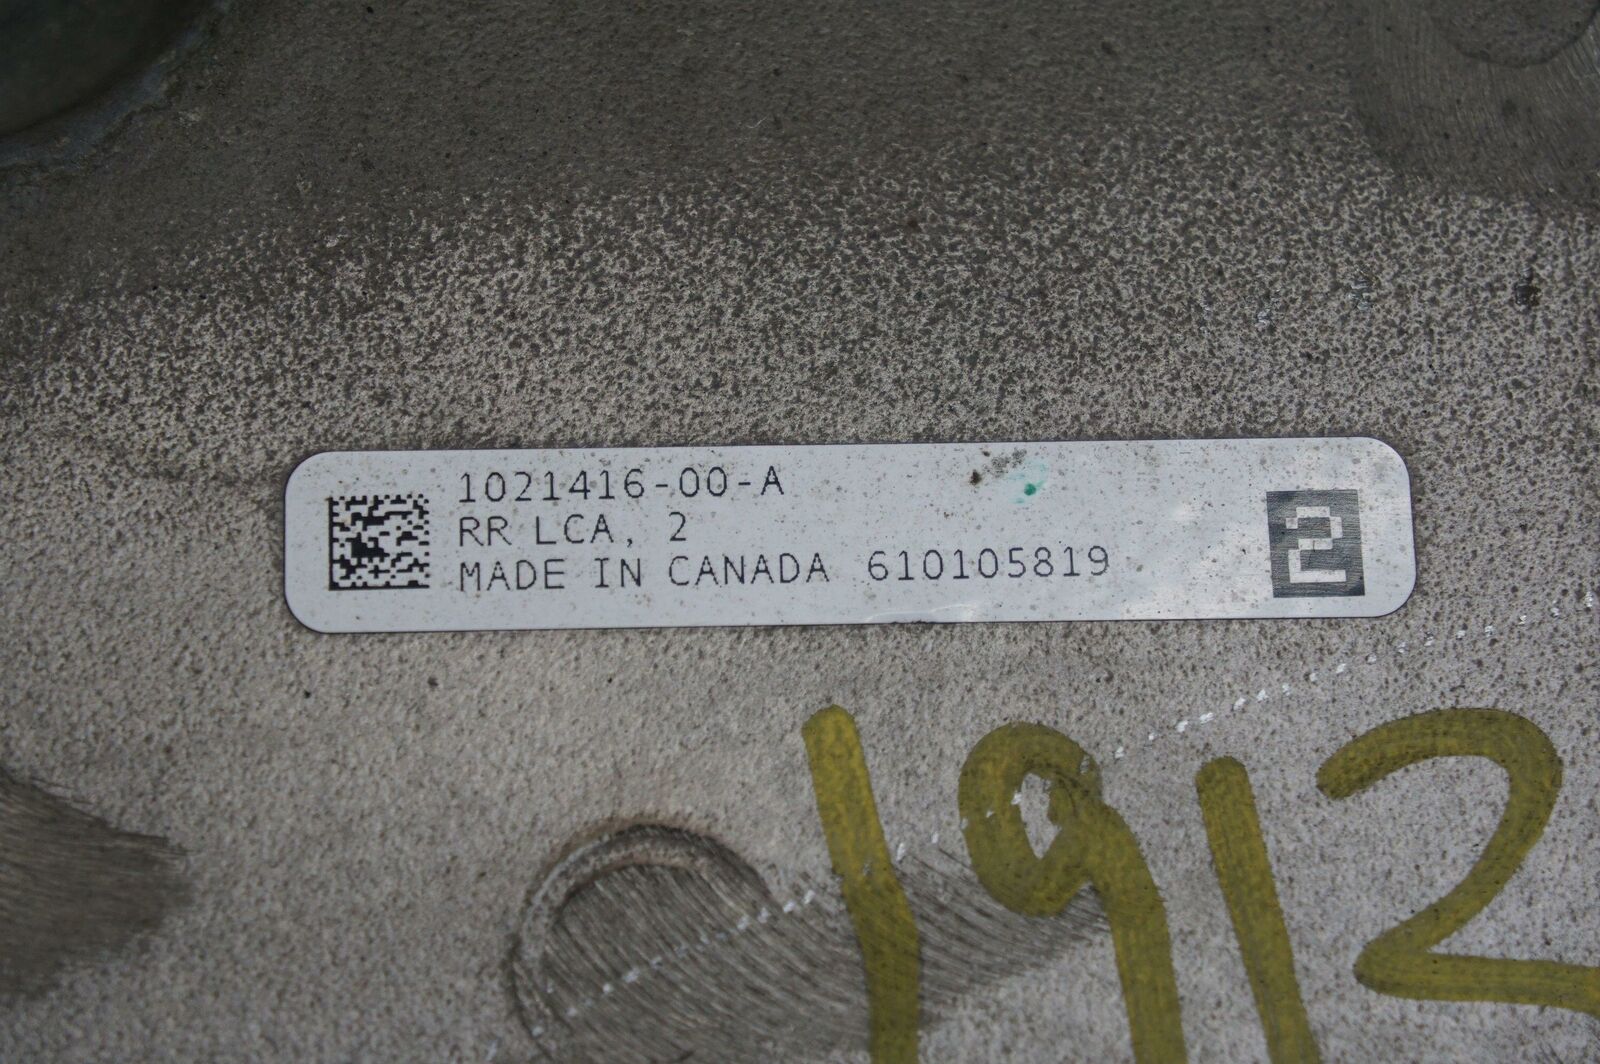 1021416-00-A
RR LCA, 2
MADE IN CANADA 610105819
2
1912